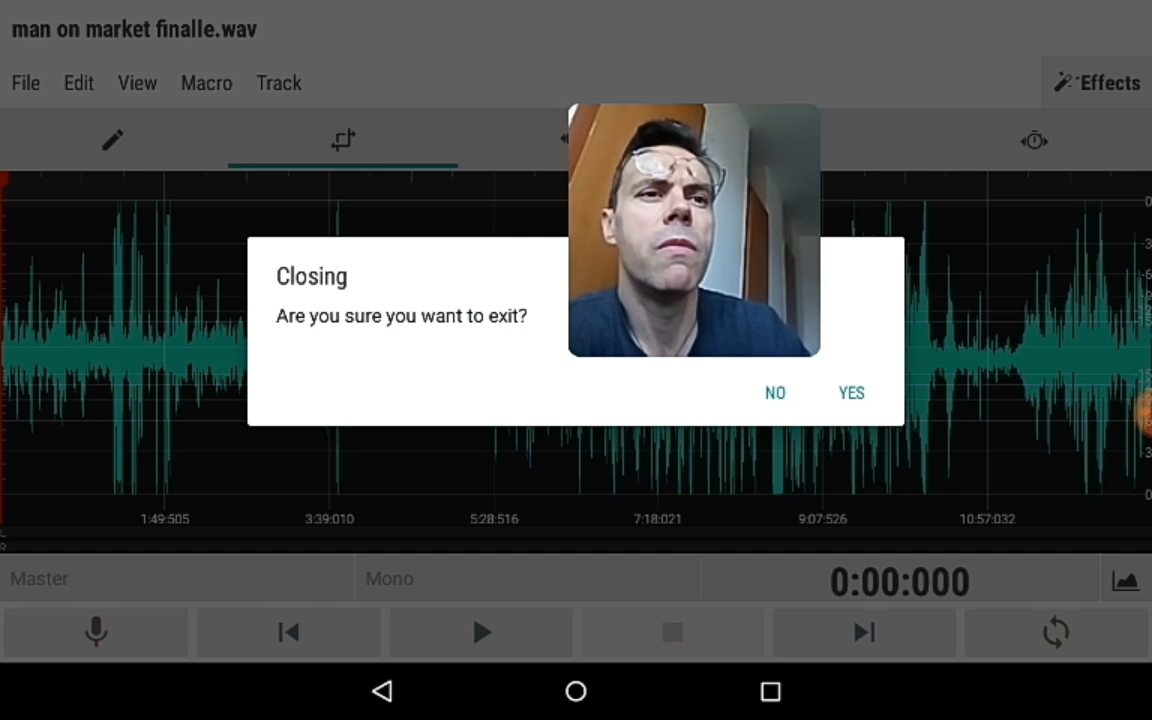 man on market finalle.wav
File Edit View Macro Track Effects
Closing
Are you sure you want to exit?
NO YES
1:49:505 3:39:010 5:28:516 7:18:021 9:07:526 10:57:032
Master Mono 0:00:000